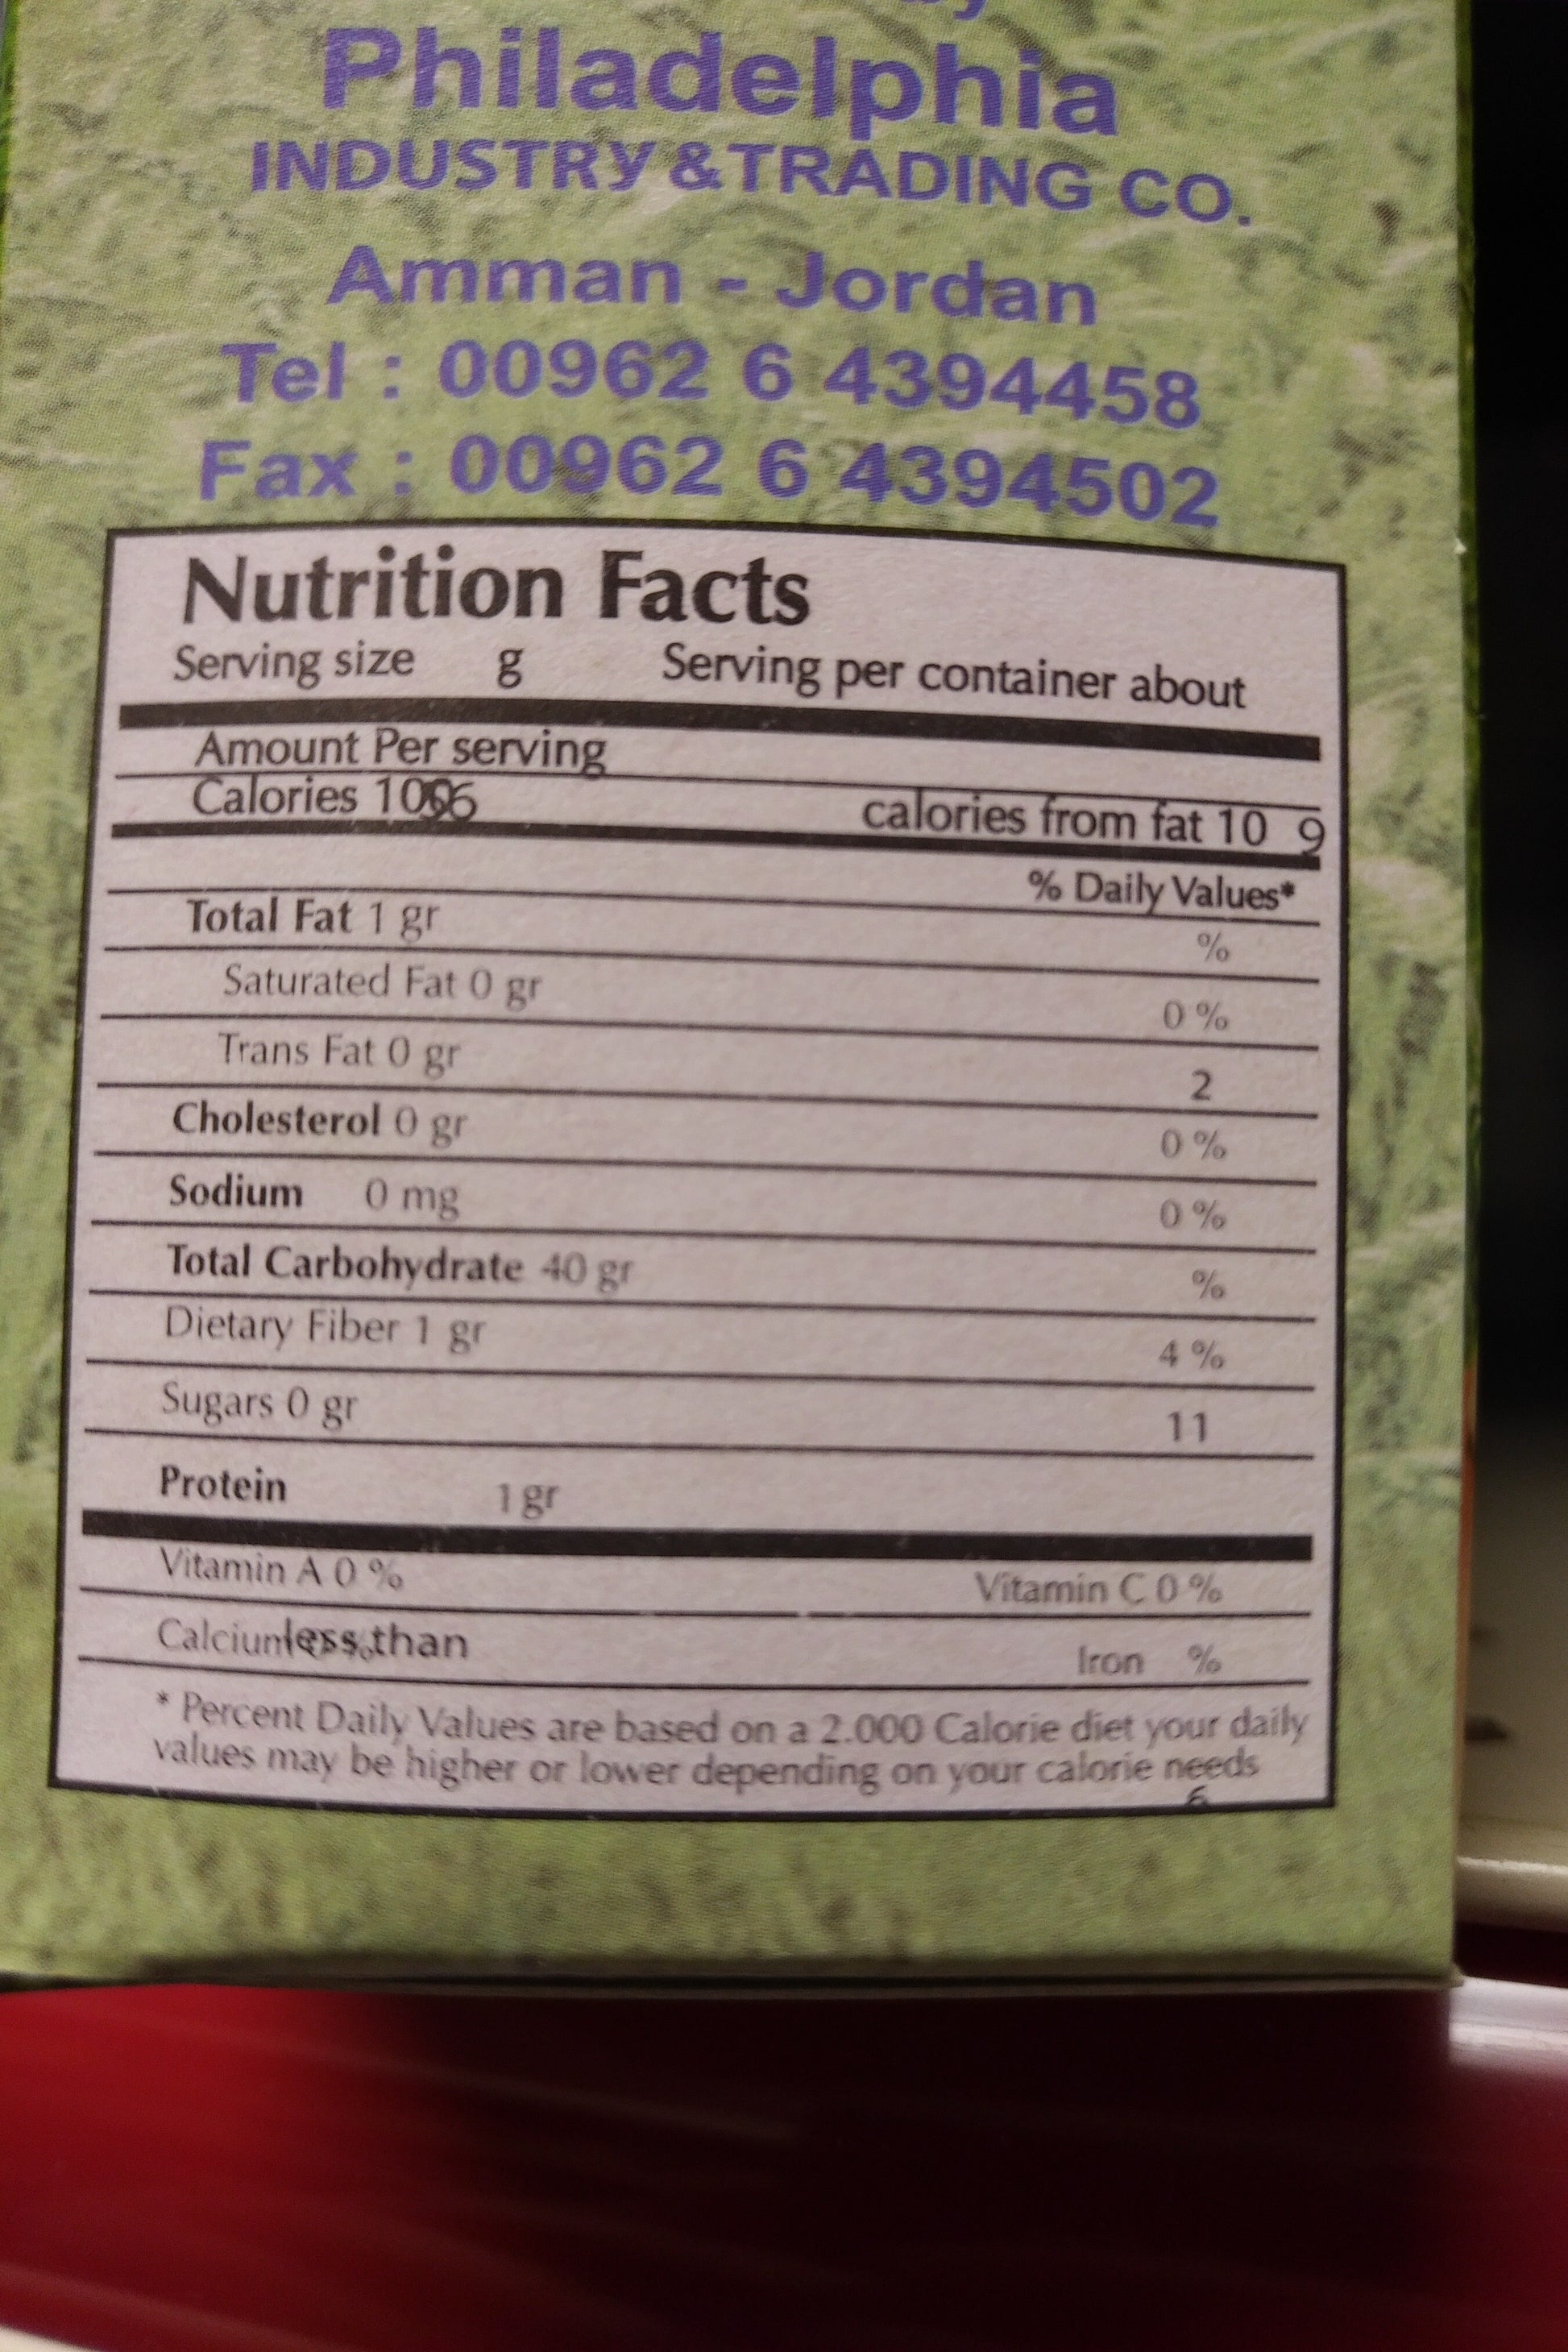 Philadelphia
INDUSTRY & TRADING CO.
Amman - Jordan
Tel : 00962 6 4394458
Fax : 00962 6 4394502
Nutrition Facts
Serving size g Serving per container about
Amount Per serving
Calories calories from fat 10 9
% Daily Values*
Total Fat 1 gr %
Saturated Fat 0 gr 0 %
Trans Fat 0 gr 2
Cholesterol 0 gr 0 %
Sodium 0 mg 0 %
Total Carbohydrate 40 gr %
Dietary Fiber 1 gr 4 %
Sugars 0 gr 11
Protein 1 gr
Vitamin A 0 % Vitamin C 0 %
Calcium less than Iron %
* Percent Daily Values are based on a 2.000 Calorie diet your daily
values may be higher or lower depending on your calorie needs
6